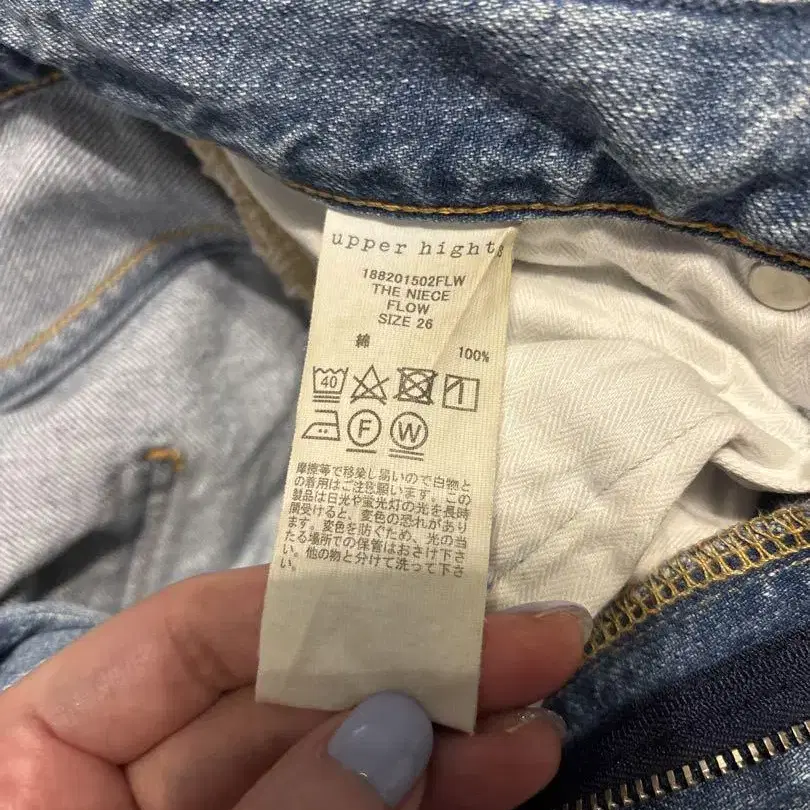 upper hights
188201502FLW
THE NIECE
FLOW
SIZE 26
綿 100%
40
F W
摩擦等で移染し易いので白物と
の着用はご注意願います。この
製品は日光や蛍光灯の光を長時
間受けると、変色の恐れがあり
ます。変色を防ぐため、光の当
たる場所での保管はおさけ下さ
い。他の物と分けて洗って下さ
い。